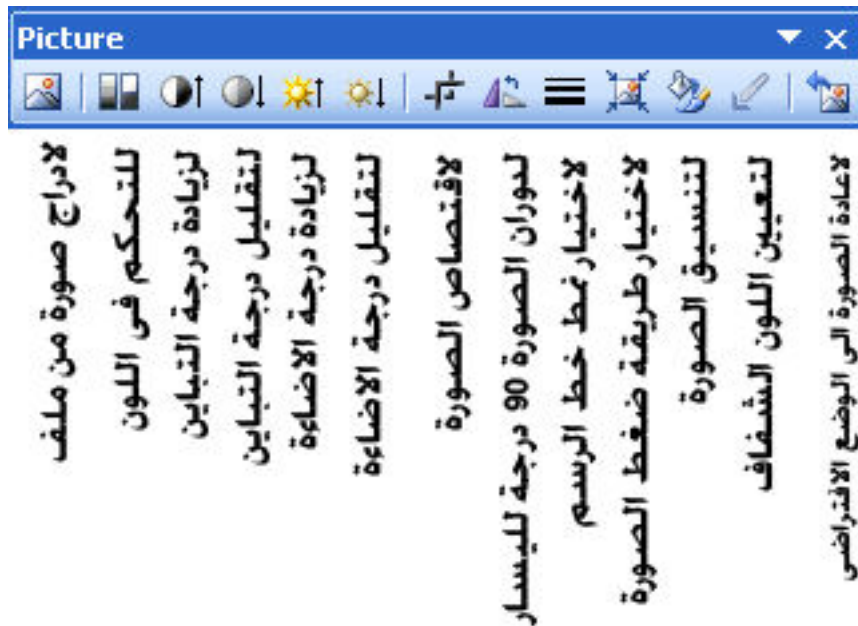 Picture
لادراج صورة من ملف
للتحكم فى اللون
لزيادة درجة التباين
لتقليل درجة التباين
لزيادة درجة الاضاءة
لتقليل درجة الاضاءة
لاقتصاص الصورة
لدوران الصورة 90 درجة لليسار
لاختيار نمط خط الرسم
لاختيار طريقة ضغط الصورة
لتنسيق الصورة
لتعيين اللون الشفاف
لاعادة الصورة الى الوضع الافتراضى